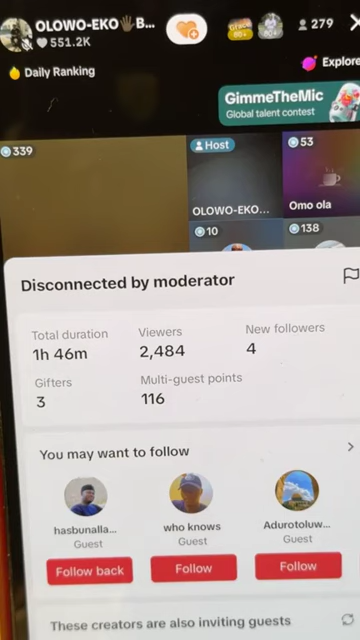 OLOWO-EKO🖐🏿B...
551.2K
80+
80+
279
Daily Ranking
Explore
GimmeTheMic
Global talent contest
339
Host
53
OLOWO-EKO...
Omo ola
10
138
Disconnected by moderator
Total duration
Viewers
New followers
1h 46m
2,484
4
Gifters
Multi-guest points
3
116
You may want to follow
hasbunalla...
who knows
Adurotoluw...
Guest
Guest
Guest
Follow back
Follow
Follow
These creators are also inviting guests